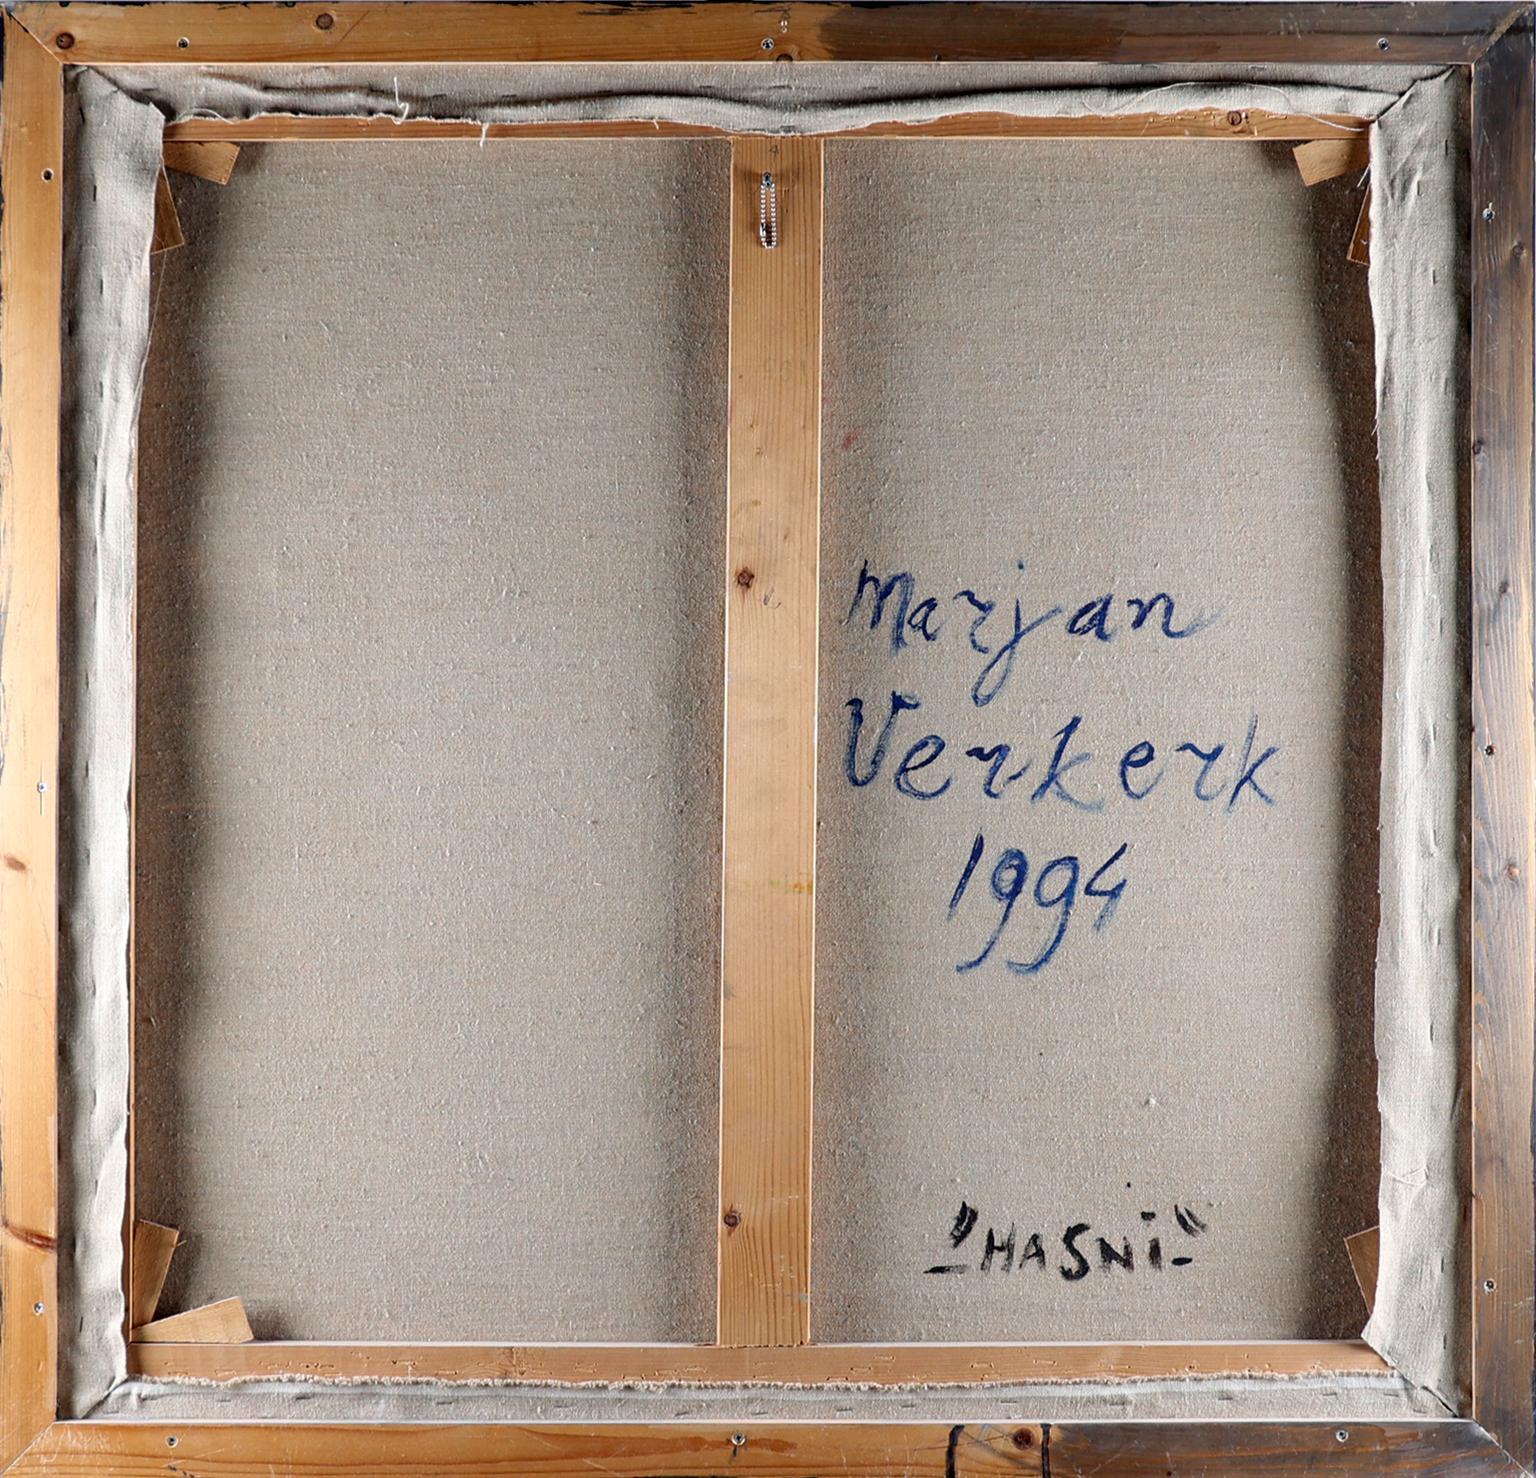 Marjan
Verkerk
1994
-"HASNi"-